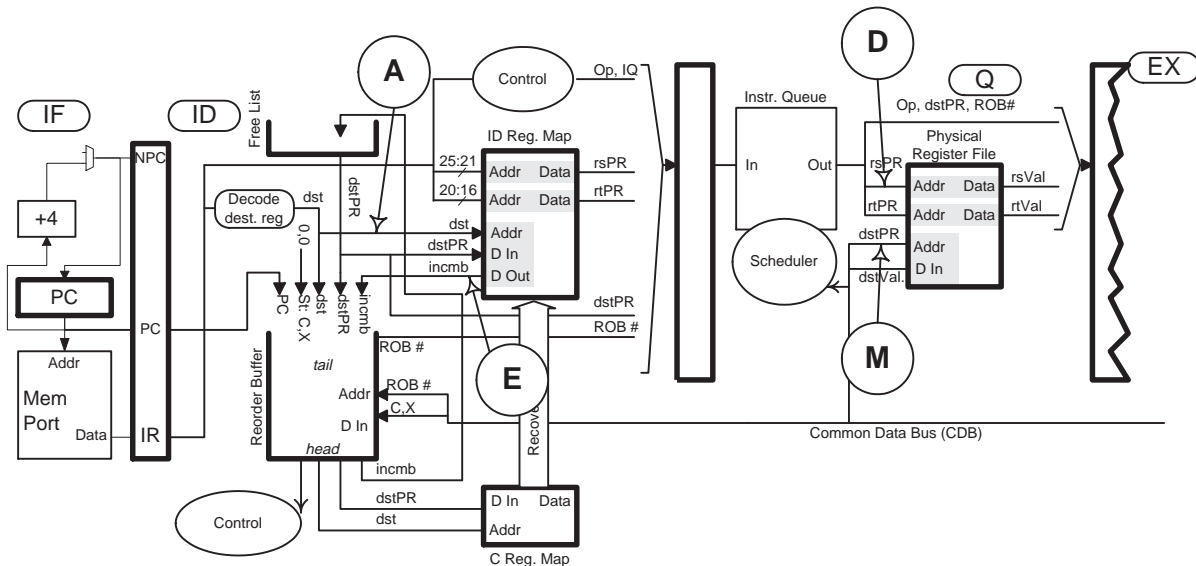 IF
NPC
+4
PC
Addr
Mem
Port
Data
PC
IR
ID
Free List
A
Control
Op, IQ
ID Reg. Map
25:21
Addr
Data
rsPR
20:16
Addr
Data
rtPR
Decode
dest. reg
dst
dstPR
dst
Addr
dstPR
D In
incmb
D Out
0,0
PC
St: C,X
dst
dstPR
incmb
dstPR
ROB #
ROB #
Reorder Buffer
tail
E
Addr
ROB #
D In
C,X
head
incmb
Recove
Control
dstPR
dst
D In
Data
Addr
C Reg. Map
Instr. Queue
In
Out
Scheduler
D
Q
EX
Op, dstPR, ROB#
Physical
Register File
rsPR
Addr
Data
rsVal
rtPR
Addr
Data
rtVal
dstPR
Addr
dstVal.
D In
M
Common Data Bus (CDB)